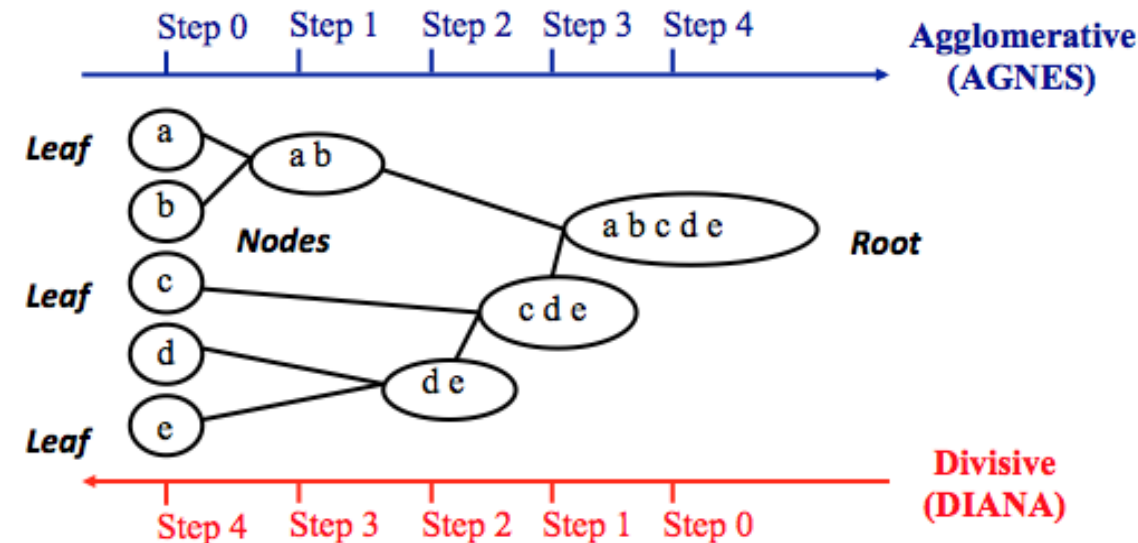 Step 0 Step 1 Step 2 Step 3 Step 4
Agglomerative
(AGNES)
Leaf
a
a b
b
a b c d e
Nodes
Root
Leaf
c
c d e
d
d e
Leaf
e
Divisive
(DIANA)
Step 4 Step 3 Step 2 Step 1 Step 0